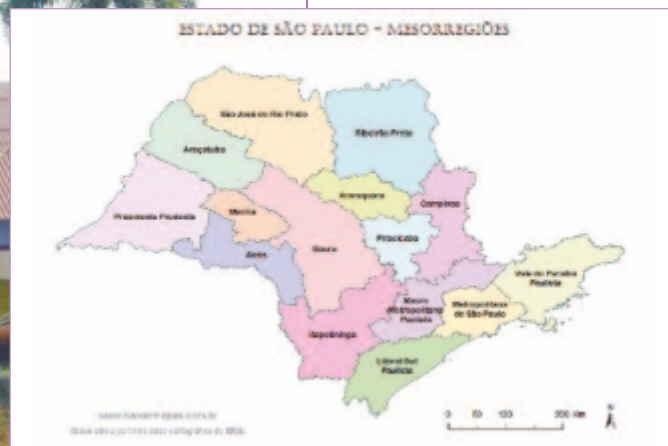 ESTADO DE SÃO PAULO - MESORREGIÕES
São José do Rio Preto
Ribeirão Preto
Araçatuba
Araraquara
Campinas
Presidente Prudente
Marília
Piracicaba
Bauru
Assis
Vale do Paraíba
Paulista
Macro
Metropolitana
Paulista
Metropolitana
de São Paulo
Itapetininga
Litoral Sul
Paulista
0 50 100 200 Km
N